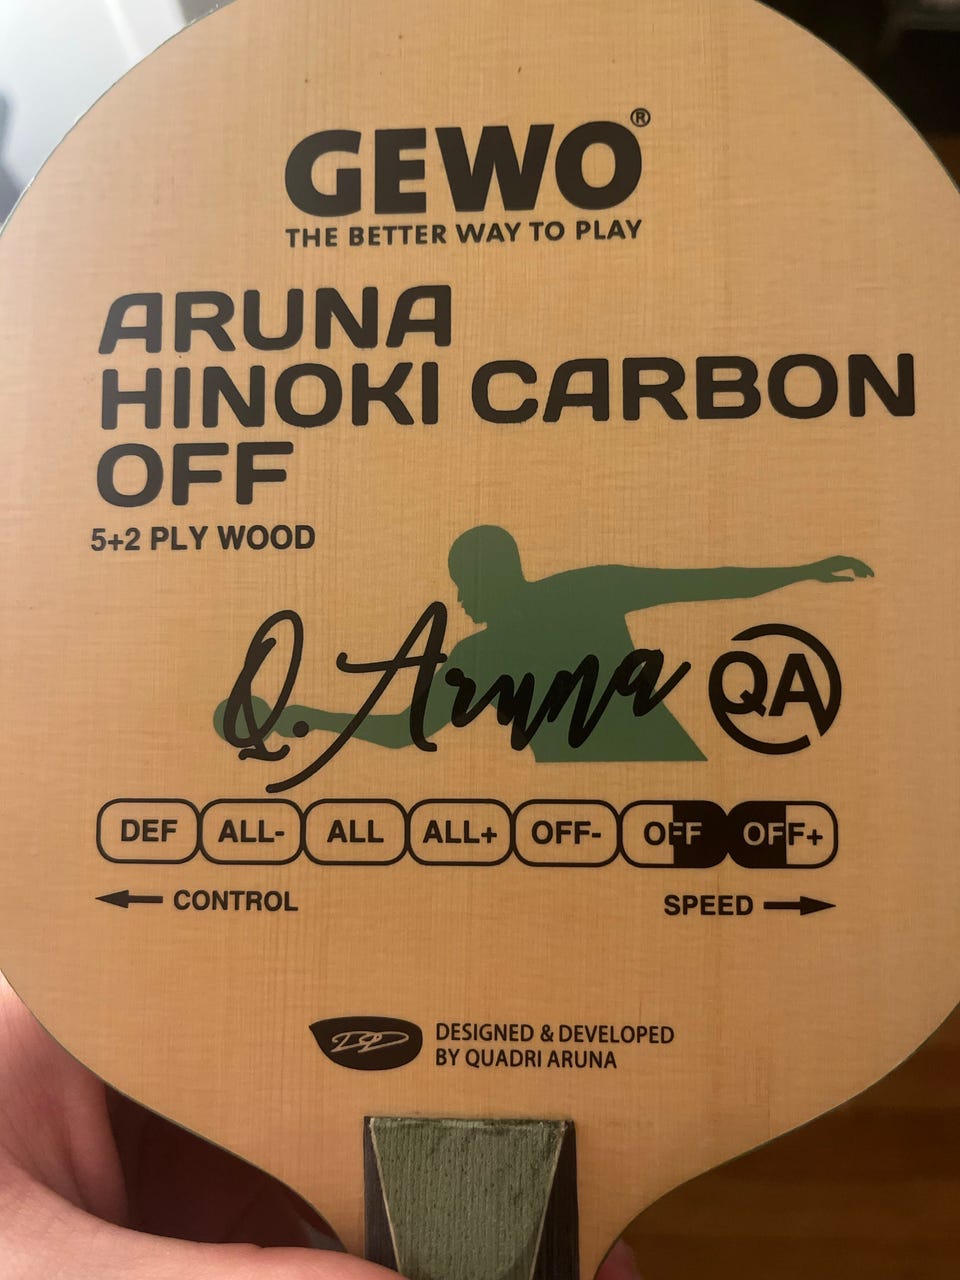 GEWO®
THE BETTER WAY TO PLAY
ARUNA
HINOKI CARBON
OFF
5+2 PLY WOOD
Q. Aruna QA
DEF ALL- ALL ALL+ OFF- OFF OFF+
CONTROL SPEED
DESIGNED & DEVELOPED
BY QUADRI ARUNA